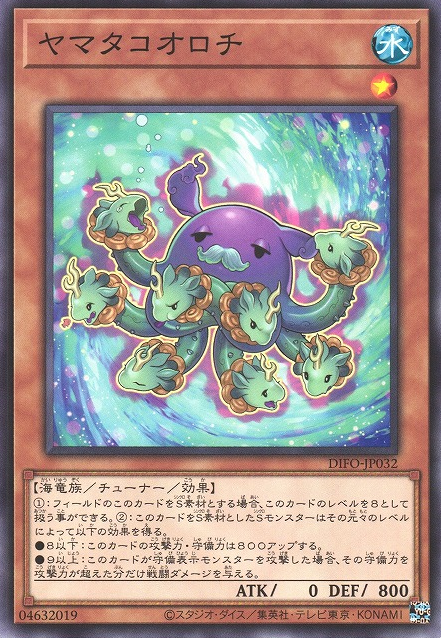 ヤマタコオロチ
水
DIFO-JP032
【海竜族／チューナー／効果】
①：フィールドのこのカードをS素材とする場合、このカードのレベルを8として
扱う事ができる。②：このカードをS素材としたSモンスターはその元々のレベル
によって以下の効果を得る。
●8以下：このカードの攻撃力・守備力は800アップする。
●9以上：このカードが守備表示モンスターを攻撃した場合、その守備力を
攻撃力が超えた分だけ戦闘ダメージを与える。
ATK/ 0 DEF/ 800
04632019 ©スタジオ・ダイス／集英社・テレビ東京・KONAMI